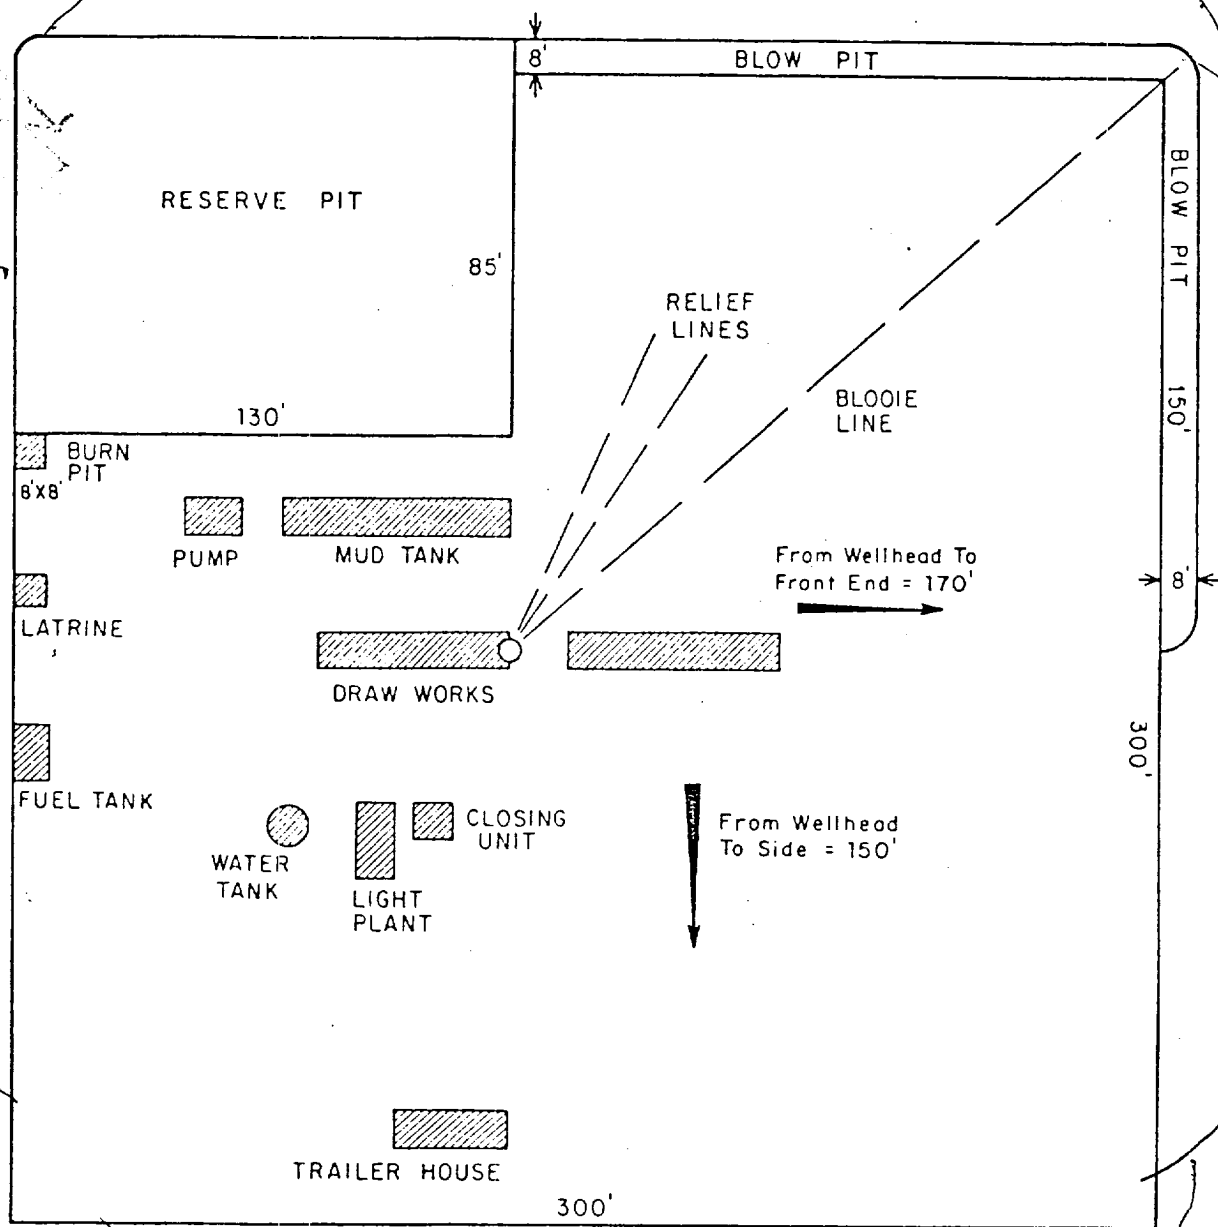 8'
BLOW PIT
BLOW PIT
RESERVE PIT
85'
RELIEF
LINES
130'
BLOOIE
LINE
150'
BURN
PIT
8'X8'
PUMP
MUD TANK
From Wellhead To
Front End = 170'
8'
LATRINE
DRAW WORKS
300'
FUEL TANK
CLOSING
UNIT
From Wellhead
To Side = 150'
WATER
TANK
LIGHT
PLANT
TRAILER HOUSE
300'